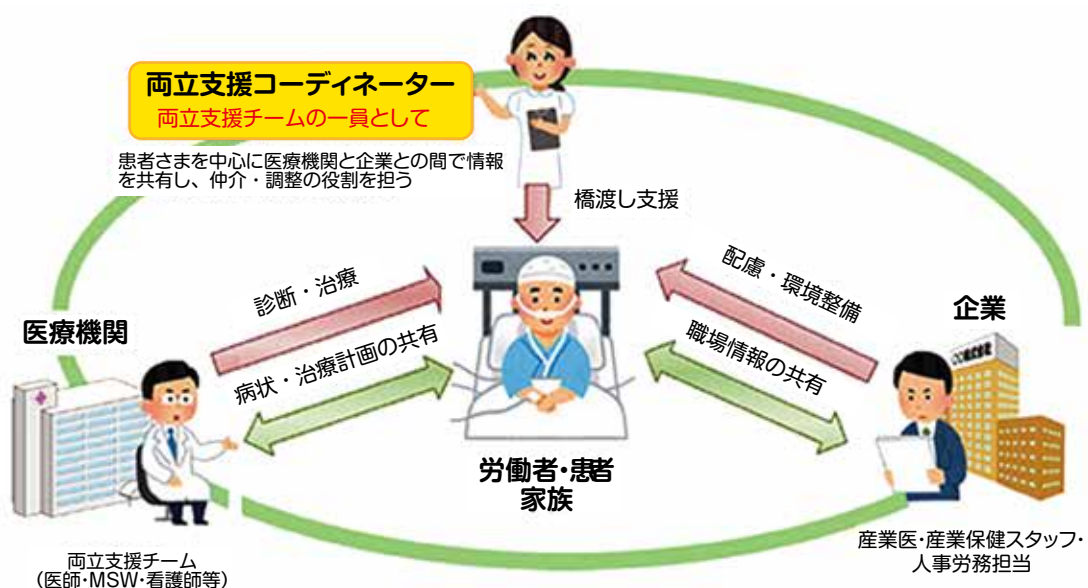 両立支援コーディネーター
両立支援チームの一員として
患者さまを中心に医療機関と企業との間で情報
を共有し、仲介・調整の役割を担う
橋渡し支援
診断・治療
配慮・環境整備
医療機関
企業
病状・治療計画の共有
職場情報の共有
〇〇株式会社
労働者・患者
家族
両立支援チーム
（医師・MSW・看護師等）
産業医・産業保健スタッフ・
人事労務担当